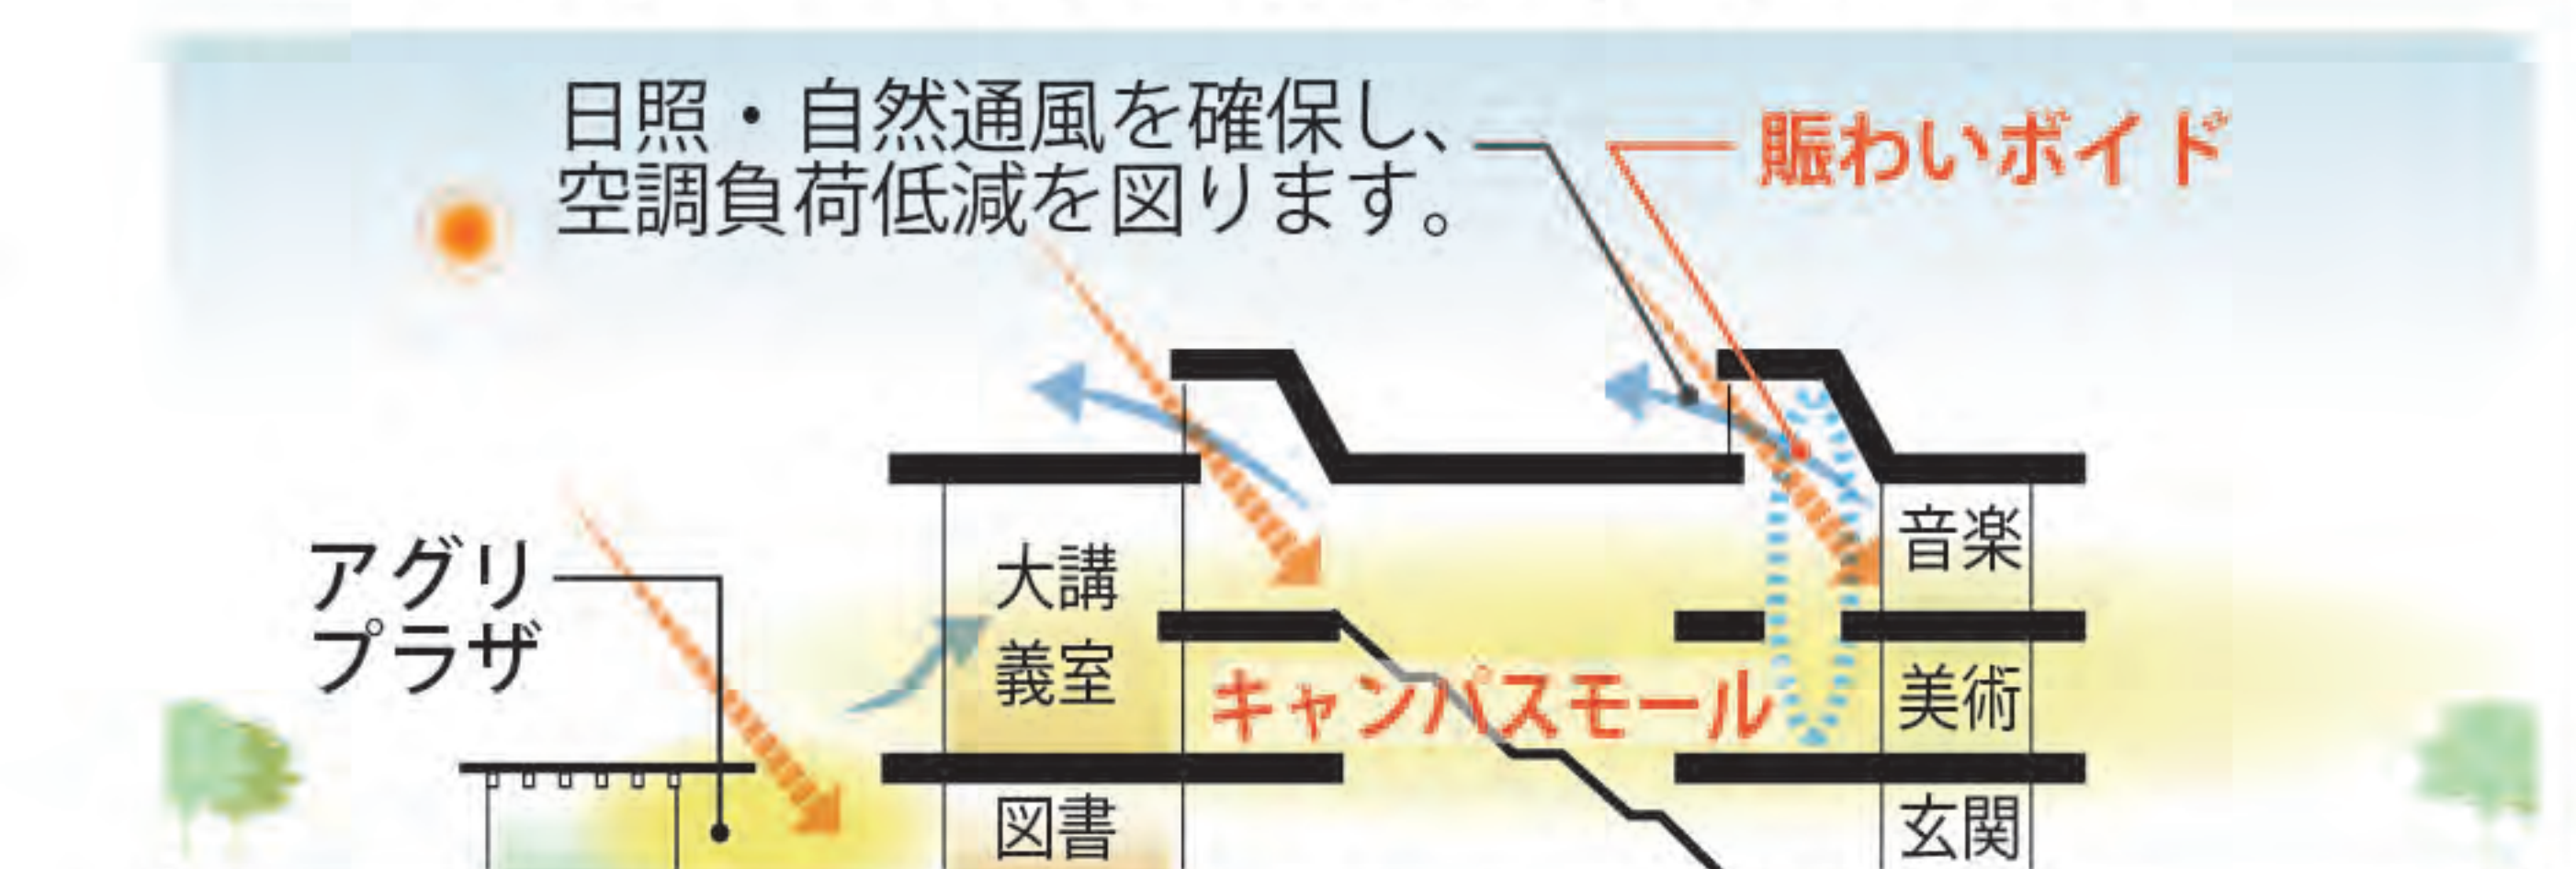 日照・自然通風を確保し、
空調負荷低減を図ります。
賑わいボイド
アグリ
プラザ
大講
義室
音楽
キャンパスモール
美術
図書
玄関